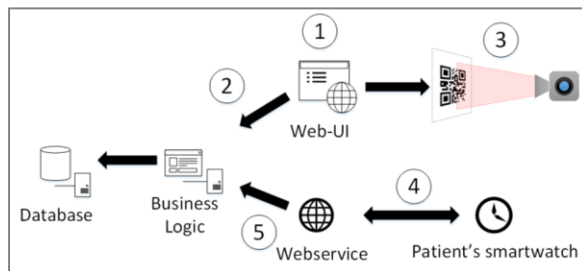 1
3
2
Web-UI
4
Database
Business
Logic
5
Webservice
Patient's smartwatch